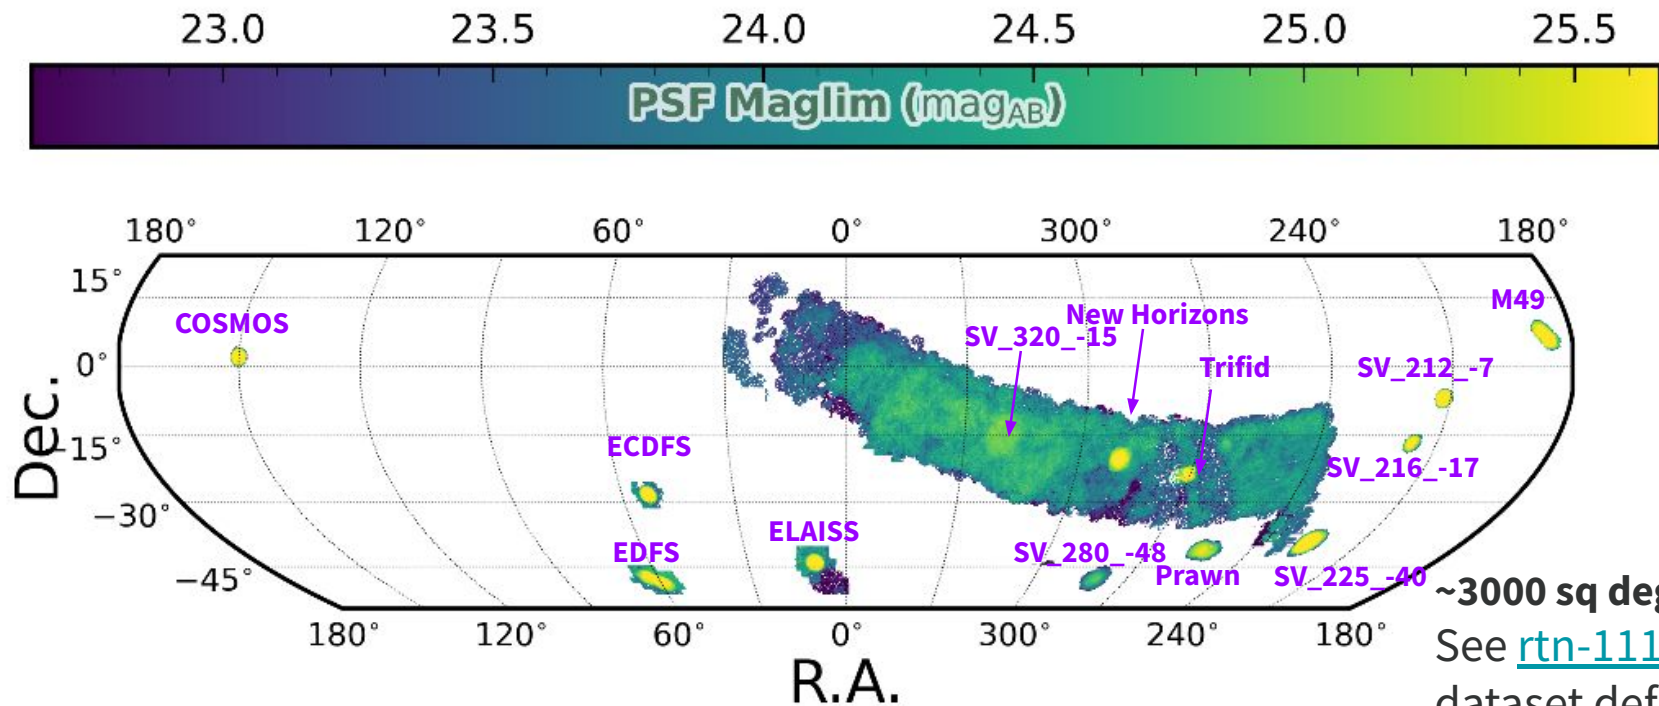 23.0 23.5 24.0 24.5 25.0 25.5
PSF Maglim (mag_AB)
180° 120° 60° 0° 300° 240° 180°
15°
0°
−15°
−30°
−45°
Dec.
COSMOS
M49
New Horizons
SV_320_-15
Trifid
SV_212_-7
ECDFS
SV_216_-17
ELAISS
EDFS
SV_280_-48
Prawn
SV_225_-40
180° 120° 60° 0° 300° 240° 180°
R.A.
~3000 sq deg
See rtn-111
dataset def